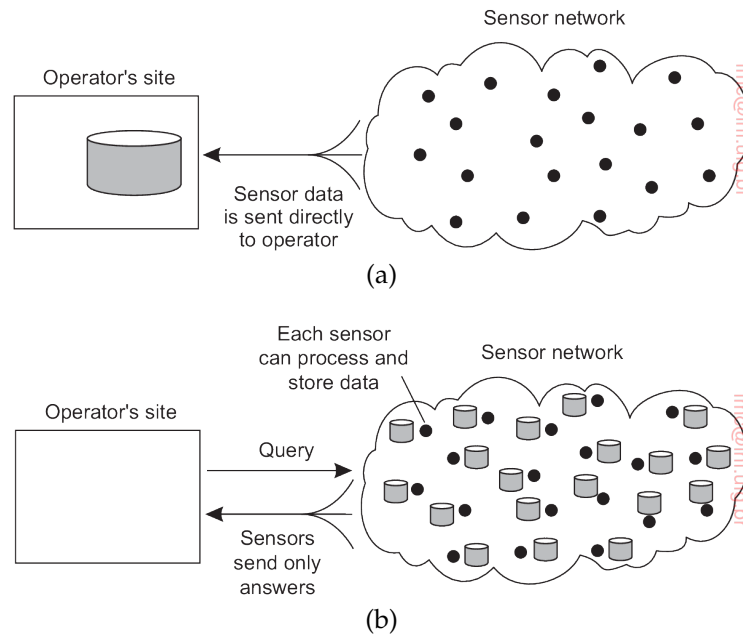 Sensor network
Operator's site
Sensor data
is sent directly
to operator
(a)
Each sensor
can process and
store data
Sensor network
Operator's site
Query
Sensors
send only
answers
(b)